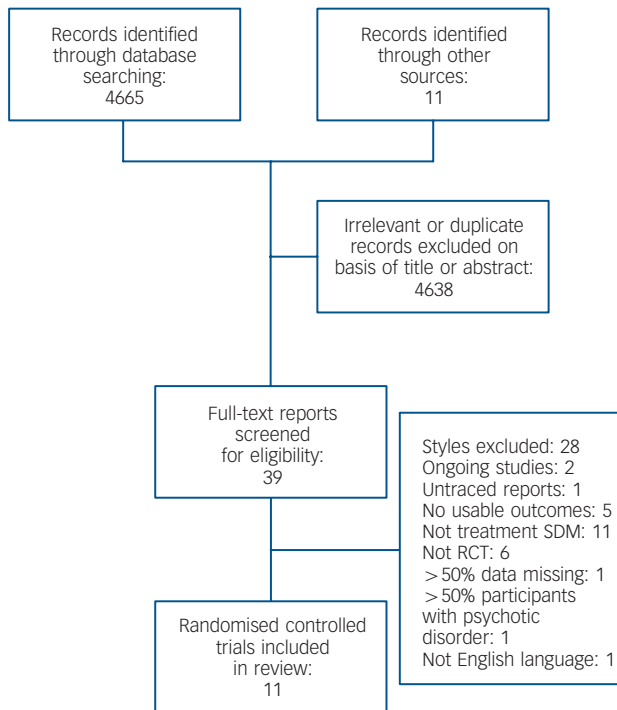 Records identified
through database
searching:
4665
Records identified
through other
sources:
11
Irrelevant or duplicate
records excluded on
basis of title or abstract:
4638
Full-text reports
screened
for eligibility:
39
Styles excluded: 28
Ongoing studies: 2
Untraced reports: 1
No usable outcomes: 5
Not treatment SDM: 11
Not RCT: 6
>50% data missing: 1
>50% participants
with psychotic
disorder: 1
Not English language: 1
Randomised controlled
trials included
in review:
11